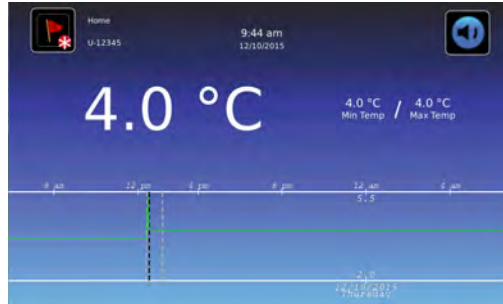 Home
U-12345
9:44 am
12/10/2015
4.0 °C
4.0 °C / 4.0 °C
Min Temp Max Temp
8 am 12 pm 4 pm 8 pm 12 am 4 am
5.5
2.0
12/10/2015
Thursday